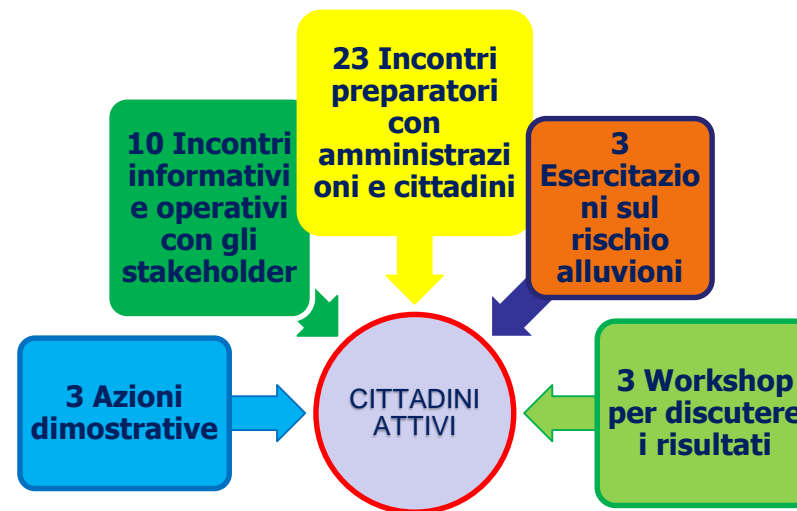 23 Incontri
preparatori
con
amministrazi
oni e cittadini
10 Incontri
informativi
e operativi
con gli
stakeholder
3
Esercitazio
ni sul
rischio
alluvioni
3 Azioni
dimostrative
CITTADINI
ATTIVI
3 Workshop
per discutere
i risultati